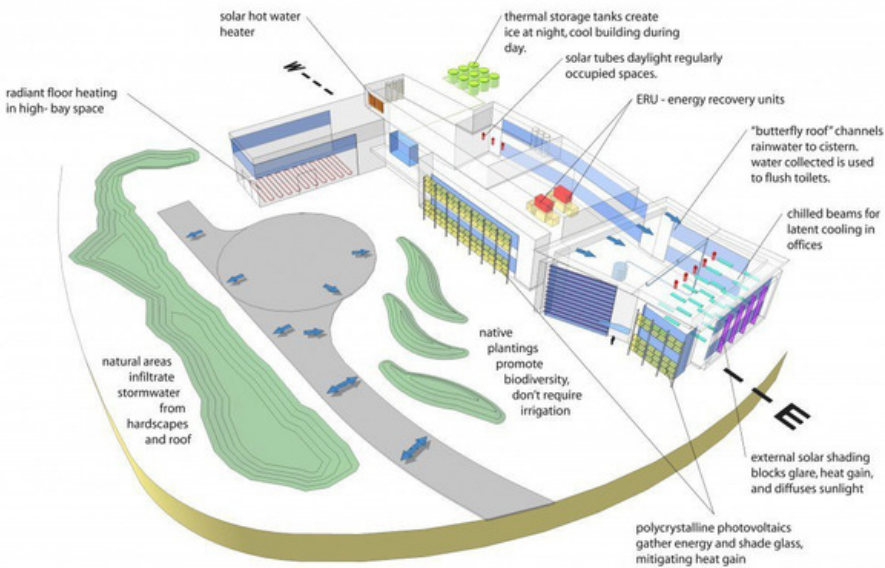 solar hot water
heater
thermal storage tanks create
ice at night, cool building during
day.
solar tubes daylight regularly
occupied spaces.
W
radiant floor heating
in high- bay space
ERU - energy recovery units
"butterfly roof" channels
rainwater to cistern.
water collected is used
to flush toilets.
chilled beams for
latent cooling in
offices
native
plantings
promote
biodiversity,
don't require
irrigation
natural areas
infiltrate
stormwater
from
hardscapes
and roof
E
external solar shading
blocks glare, heat gain,
and diffuses sunlight
polycrystalline photovoltaics
gather energy and shade glass,
mitigating heat gain